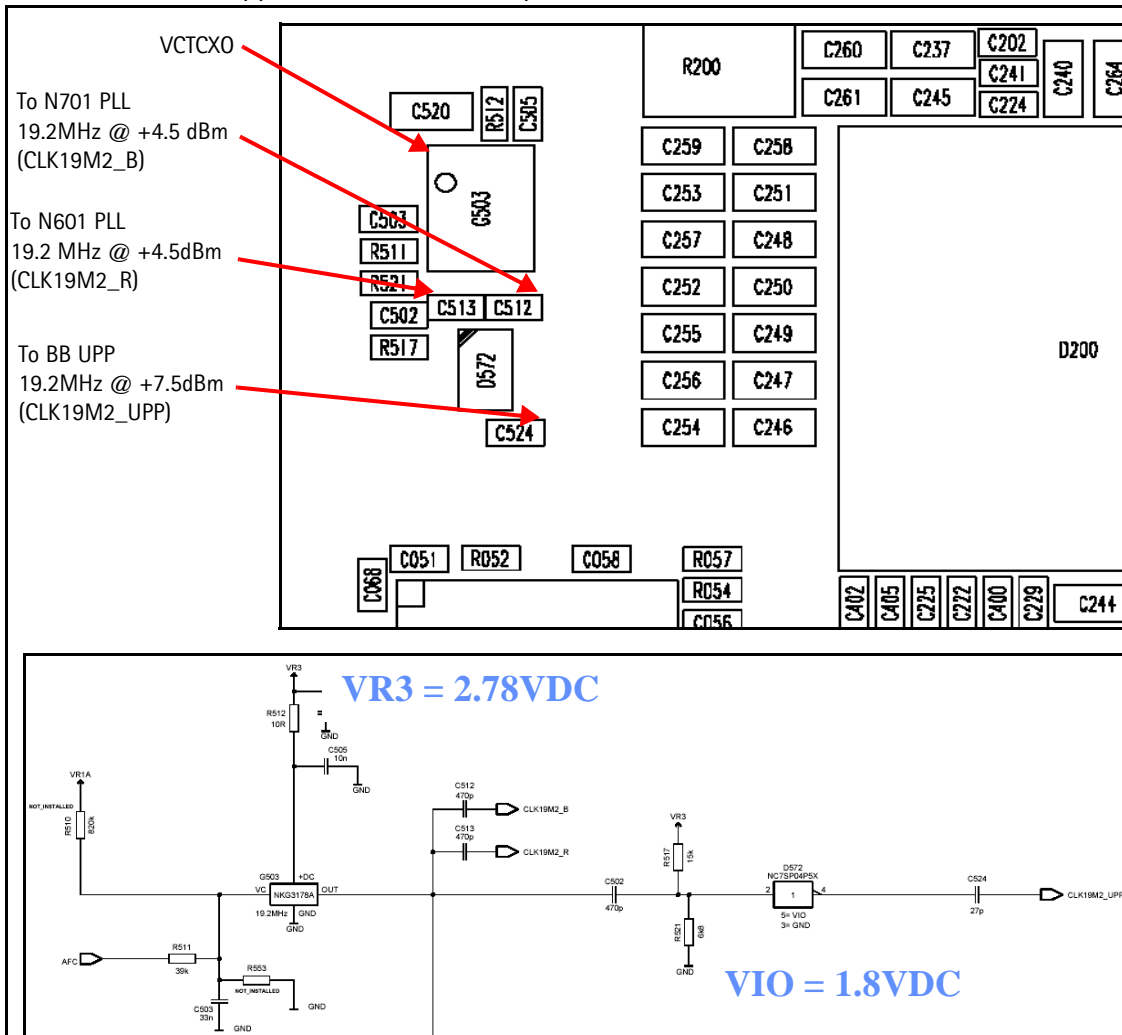 VCTCXO
To N701 PLL
19.2MHz @ +4.5 dBm
(CLK19M2_B)
To N601 PLL
19.2 MHz @ +4.5dBm
(CLK19M2_R)
To BB UPP
19.2MHz @ +7.5dBm
(CLK19M2_UPP)
C520
R512
C505
G503
C503
R511
R521
C502
R517
C513
C512
D572
C524
R200
C260
C237
C202
C241
C224
C240
C264
C261
C245
C259
C258
C253
C251
C257
C248
C252
C250
C255
C249
C256
C247
C254
C246
D200
C068
C051
R052
C058
R057
R054
C056
C402
C405
C225
C222
C400
C229
C244
VR3
VR3 = 2.78VDC
R512
10R
GND
C505
10n
GND
VR1A
NOT_INSTALLED
R510
820k
C512
470p
CLK19M2_B
C513
470p
CLK19M2_R
VR3
R517
15k
G503
+DC
VC
NKG3178A
OUT
19.2MHz
GND
GND
C502
470p
R521
6k8
GND
D572
NC7SP04P5X
2
1
4
5= VIO
3= GND
C524
27p
CLK19M2_UPP
AFC
R511
39k
R553
NOT_INSTALLED
GND
C503
33n
GND
VIO = 1.8VDC